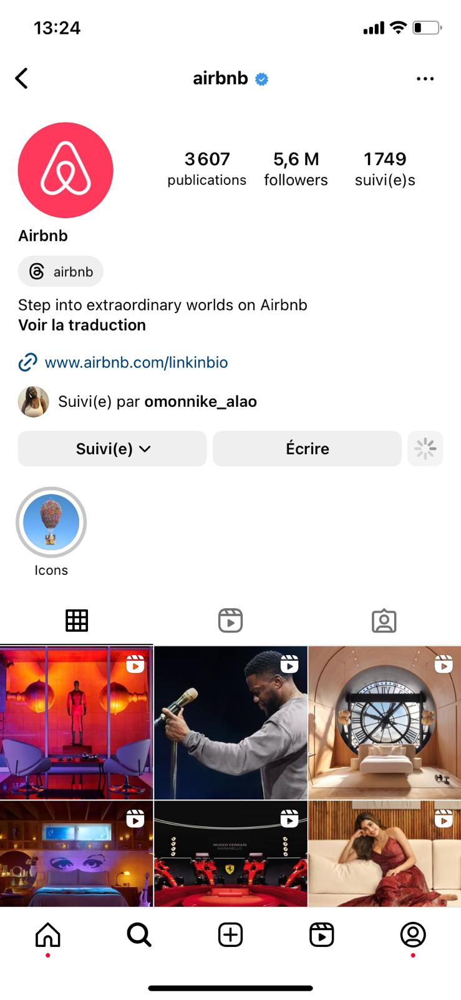 13:24
airbnb
3 607 5,6 M 1 749
publications followers suivi(e)s
Airbnb
airbnb
Step into extraordinary worlds on Airbnb
Voir la traduction
www.airbnb.com/linkinbio
Suivi(e) par omonnike_alao
Suivi(e) Écrire
Icons
MUSEO FERRARI
MARANELLO